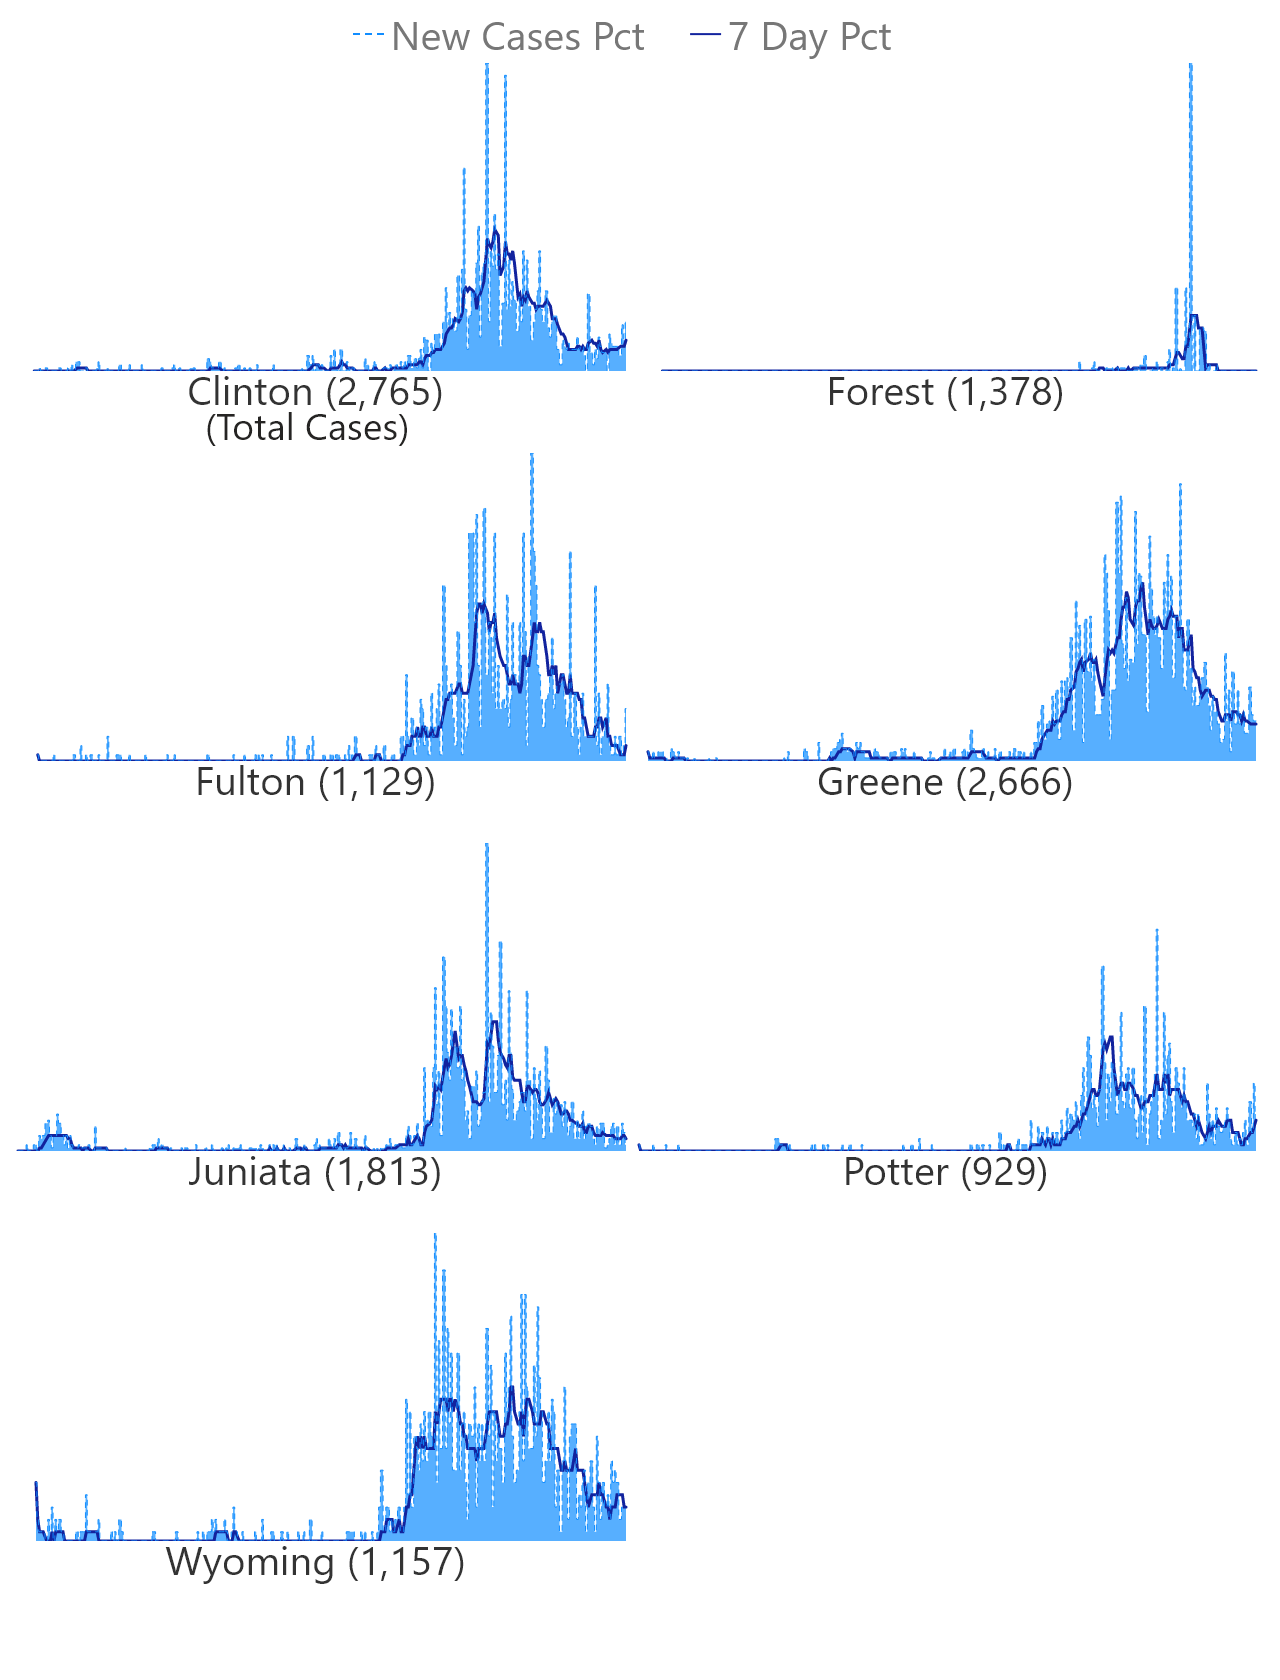 New Cases Pct 7 Day Pct
Clinton (2,765) Forest (1,378)
(Total Cases)
Fulton (1,129) Greene (2,666)
Juniata (1,813) Potter (929)
Wyoming (1,157)